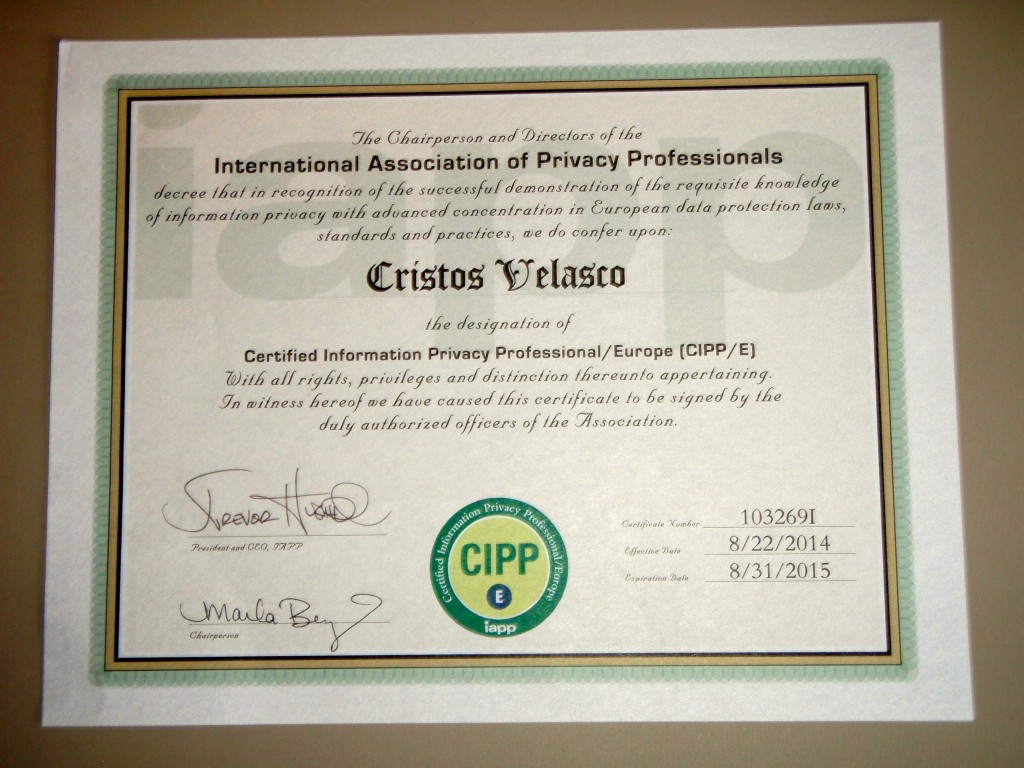 iapp
The Chairperson and Directors of the
International Association of Privacy Professionals
decree that in recognition of the successful demonstration of the requisite knowledge
of information privacy with advanced concentration in European data protection laws,
standards and practices, we do confer upon:
Cristos Velasco
the designation of
Certified Information Privacy Professional/Europe (CIPP/E)
With all rights, privileges and distinction thereunto appertaining.
In witness hereof we have caused this certificate to be signed by the
duly authorized officers of the Association.
Trevor
President and CEO, IAPP
Marla
Chairperson
Certified Information Privacy Professional/Europe
CIPP
E
iapp
Certificate Number 103269I
Effective Date 8/22/2014
Expiration Date 8/31/2015